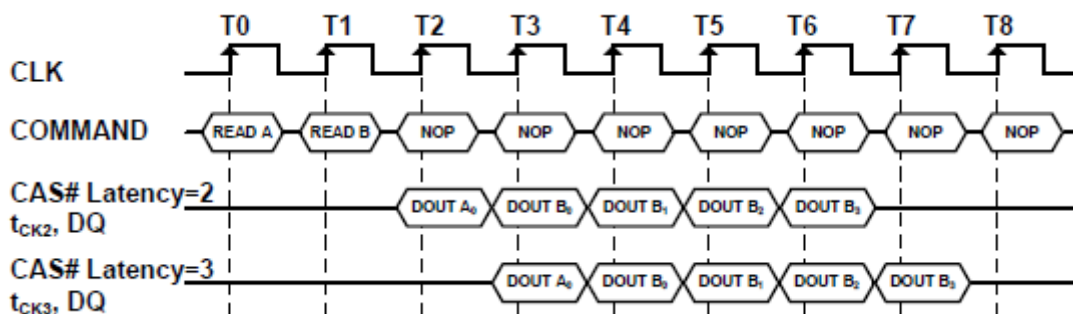 T0 T1 T2 T3 T4 T5 T6 T7 T8
CLK
COMMAND READ A READ B NOP NOP NOP NOP NOP NOP NOP
CAS# Latency=2
t_CK2, DQ DOUT A₀ DOUT B₀ DOUT B₁ DOUT B₂ DOUT B₃
CAS# Latency=3
t_CK3, DQ DOUT A₀ DOUT B₀ DOUT B₁ DOUT B₂ DOUT B₃